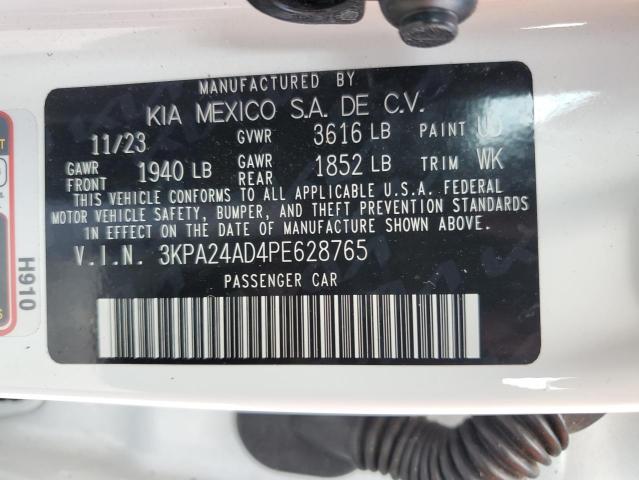 MANUFACTURED BY
KIA MEXICO S.A. DE C.V.
11/23 GVWR 3616 LB PAINT UD
GAWR FRONT 1940 LB GAWR REAR 1852 LB TRIM WK
THIS VEHICLE CONFORMS TO ALL APPLICABLE U.S.A. FEDERAL
MOTOR VEHICLE SAFETY, BUMPER, AND THEFT PREVENTION STANDARDS
IN EFFECT ON THE DATE OF MANUFACTURE SHOWN ABOVE.
V.I.N. 3KPA24AD4PE628765
PASSENGER CAR
H910